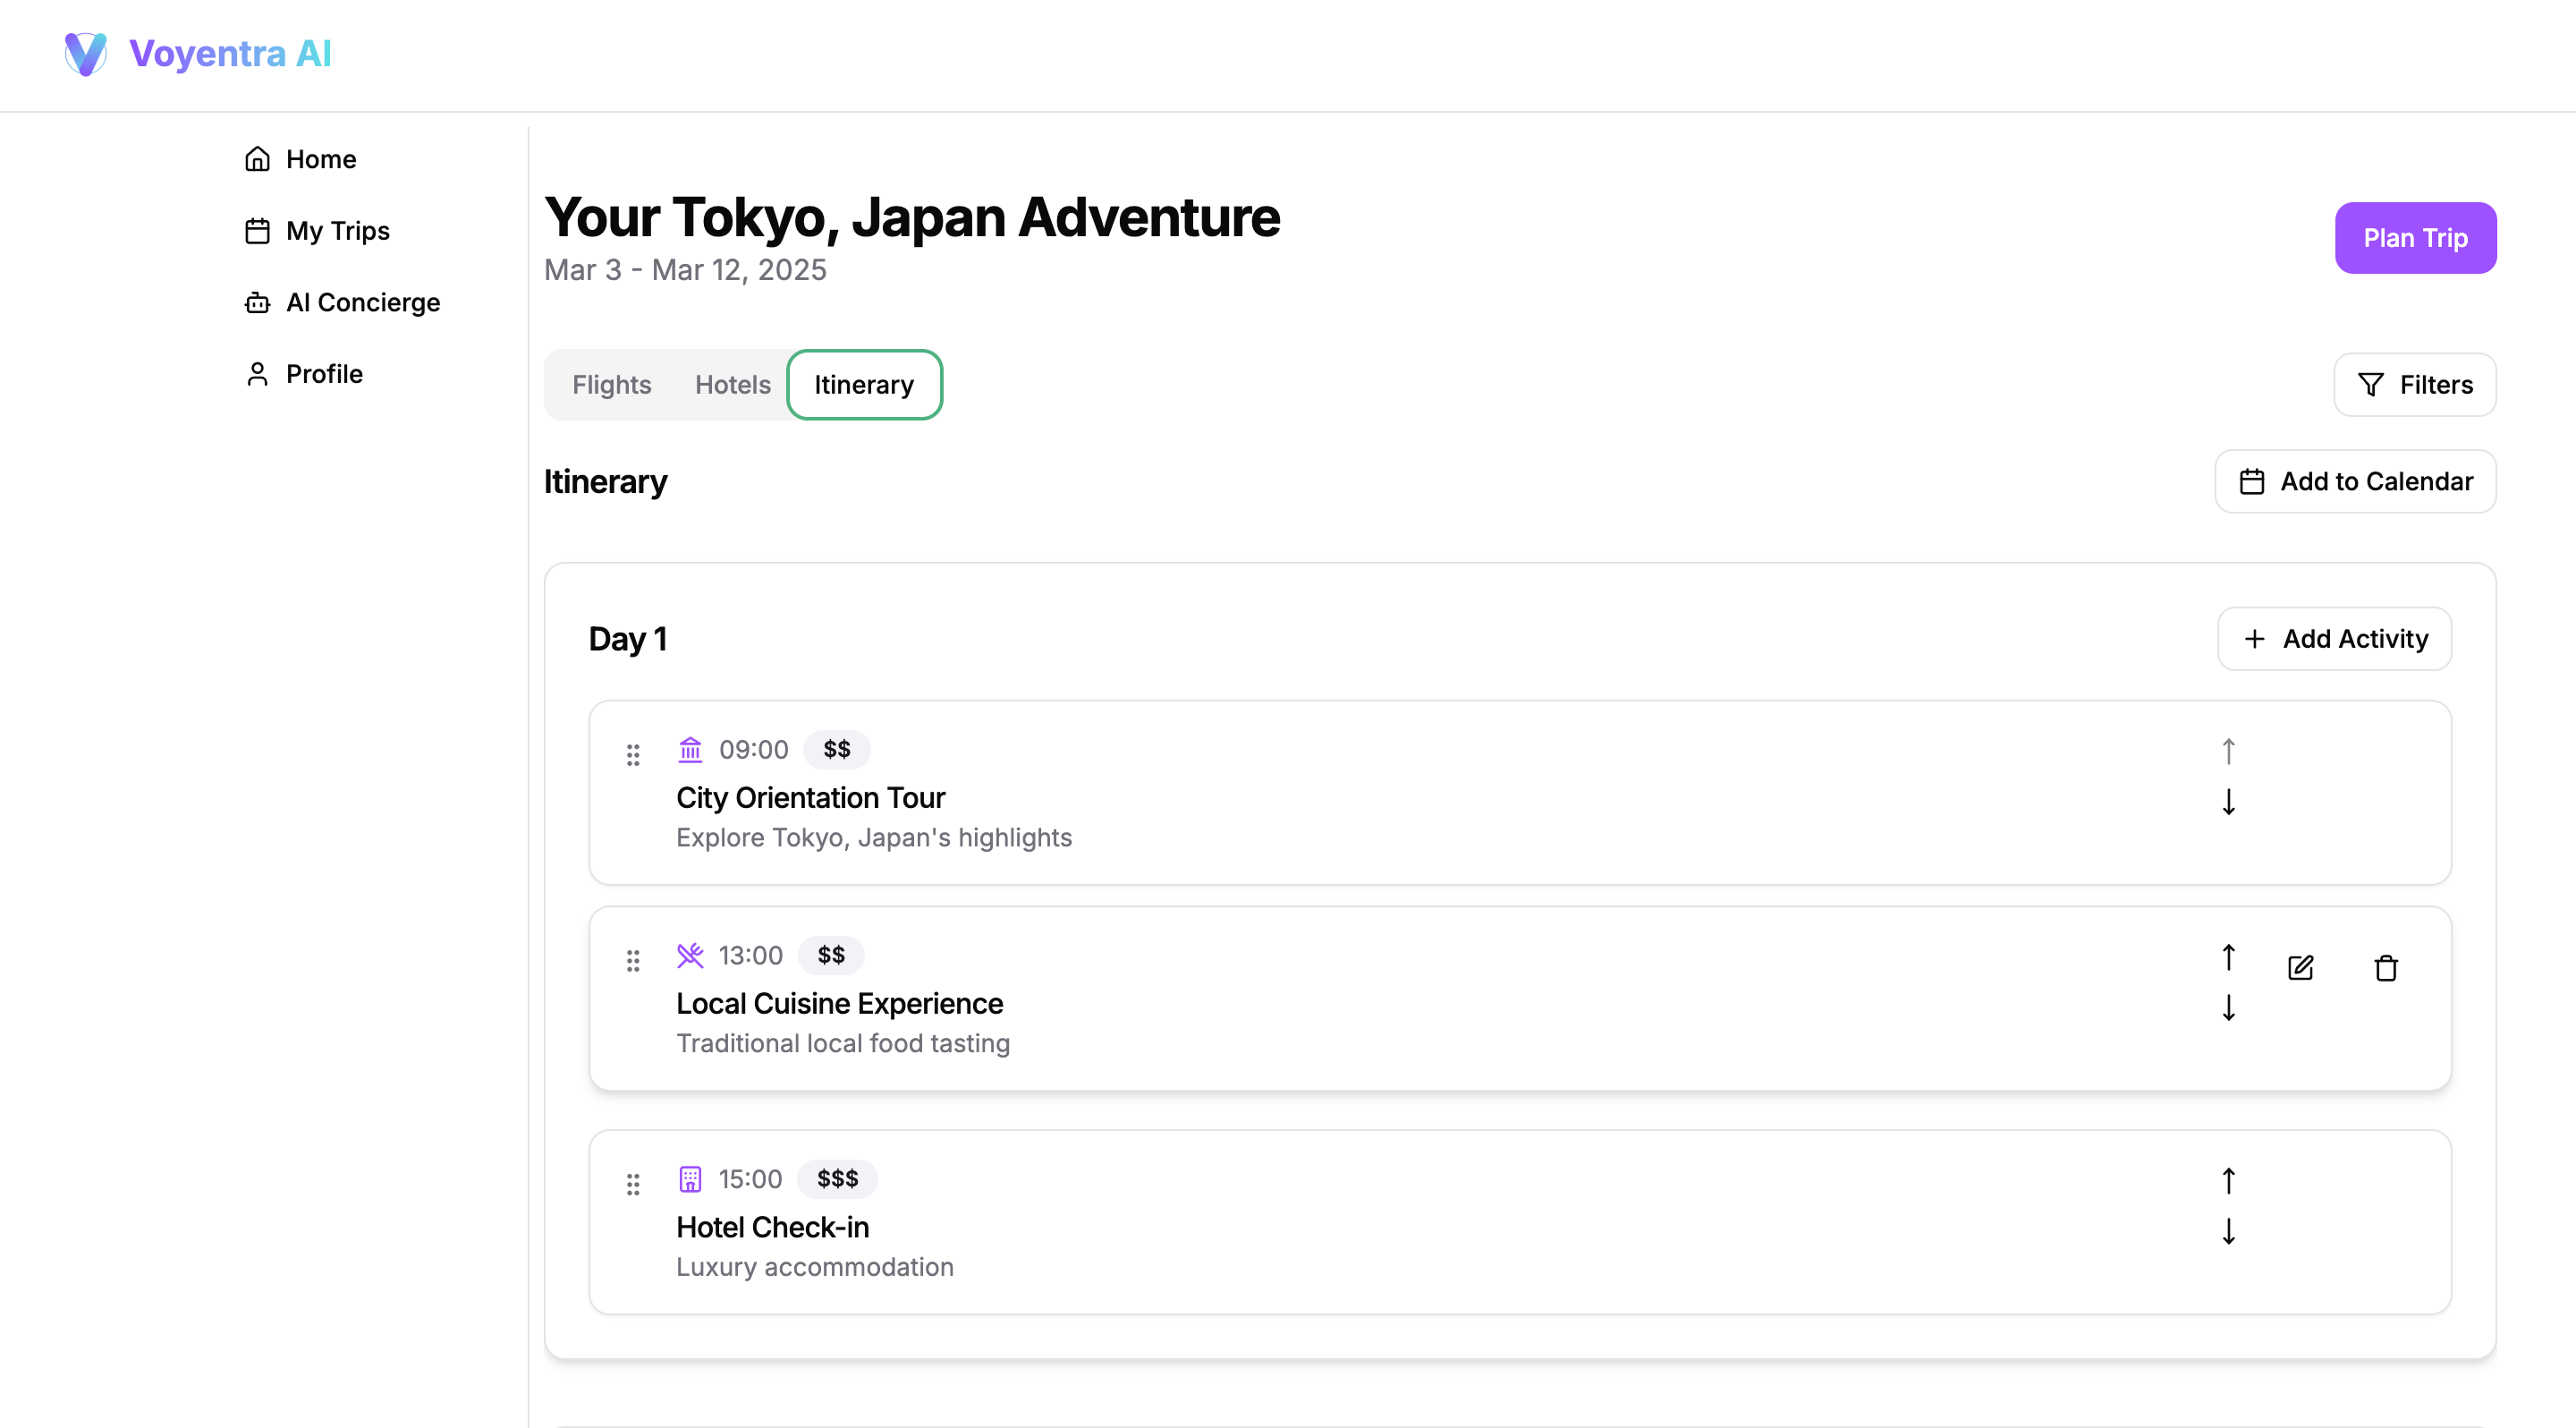 Voyentra AI
Home
My Trips
AI Concierge
Profile
Your Tokyo, Japan Adventure
Mar 3 - Mar 12, 2025
Plan Trip
Flights Hotels Itinerary
Filters
Itinerary
Add to Calendar
Day 1
Add Activity
09:00 $$
City Orientation Tour
Explore Tokyo, Japan's highlights
13:00 $$
Local Cuisine Experience
Traditional local food tasting
15:00 $$$
Hotel Check-in
Luxury accommodation